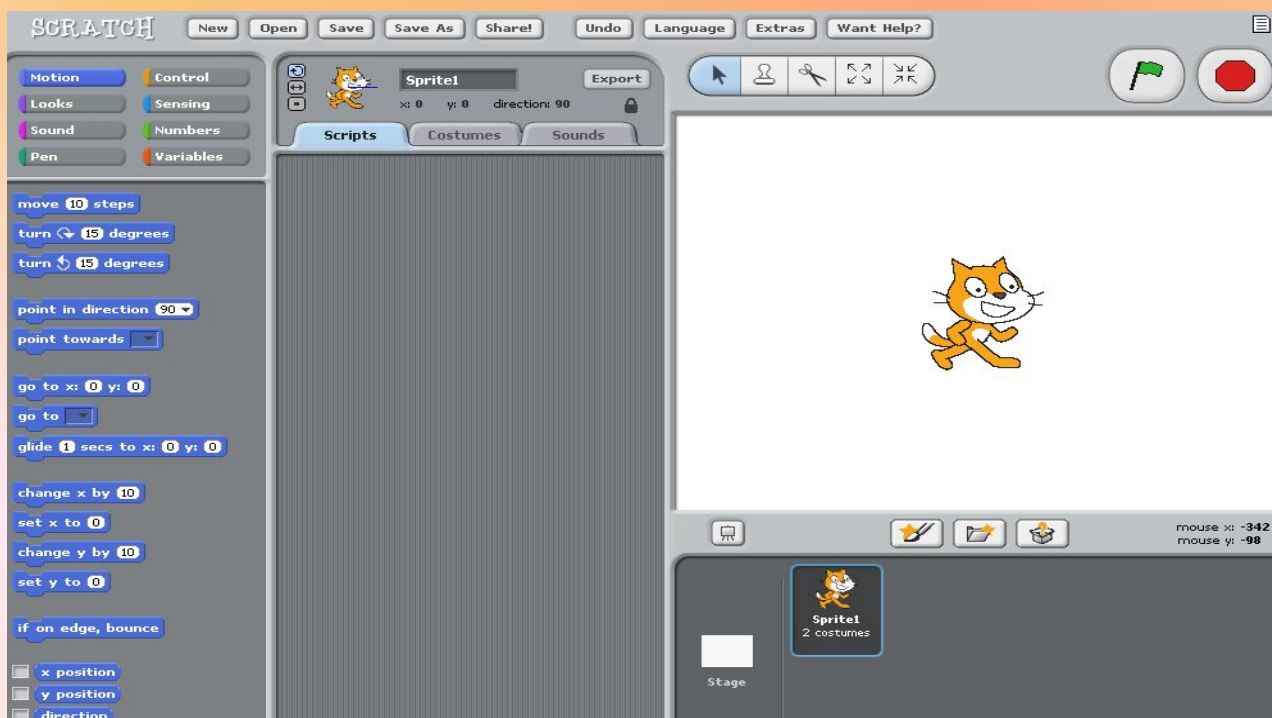 SCRATCH New Open Save Save As Share! Undo Language Extras Want Help?
Motion Control
Looks Sensing
Sound Numbers
Pen Variables
move 10 steps
turn 15 degrees
turn 15 degrees
point in direction 90
point towards
go to x: 0 y: 0
go to
glide 1 secs to x: 0 y: 0
change x by 10
set x to 0
change y by 10
set y to 0
if on edge, bounce
x position
y position
direction
Sprite1 Export
x: 0 y: 0 direction: 90
Scripts Costumes Sounds
mouse x: -342
mouse y: -98
Sprite1
2 costumes
Stage